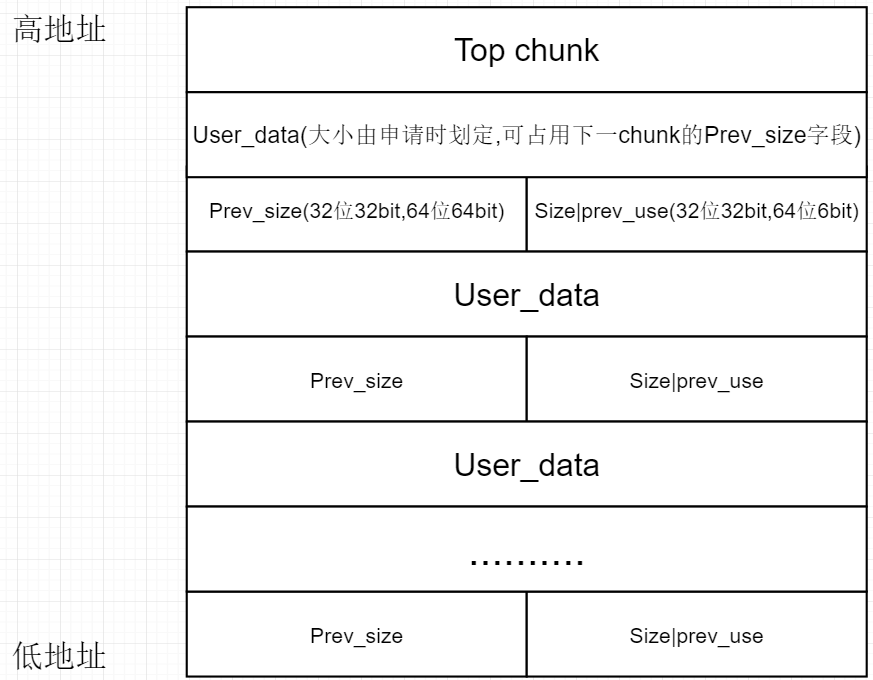 高地址
Top chunk
User_data(大小由申请时划定,可占用下一chunk的Prev_size字段)
Prev_size(32位32bit,64位64bit)
Size|prev_use(32位32bit,64位6bit)
User_data
Prev_size
Size|prev_use
User_data
..........
Prev_size
Size|prev_use
低地址